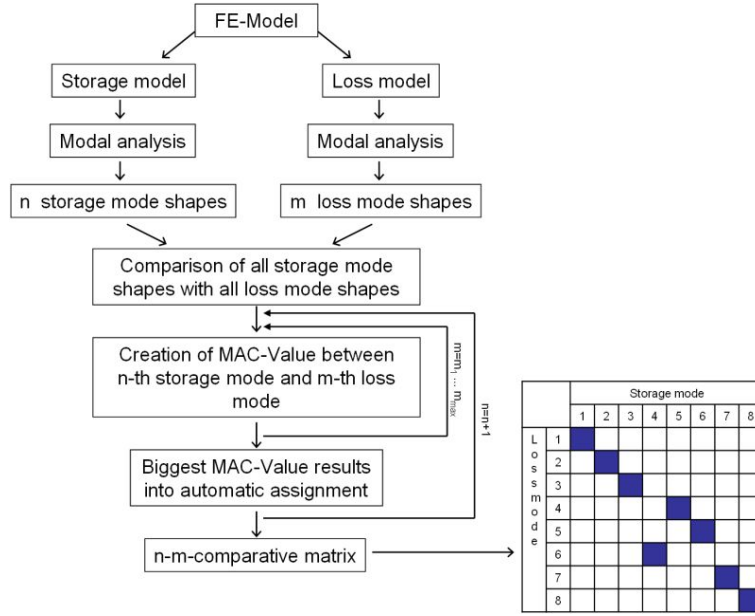 FE-Model
Storage model
Loss model
Modal analysis
Modal analysis
n storage mode shapes
m loss mode shapes
Comparison of all storage mode
shapes with all loss mode shapes
Creation of MAC-Value between
n-th storage mode and m-th loss
mode
m=m1 ... mmax
n=n+1
Biggest MAC-Value results
into automatic assignment
n-m-comparative matrix
Storage mode
1 2 3 4 5 6 7 8
Loss mode
1
2
3
4
5
6
7
8